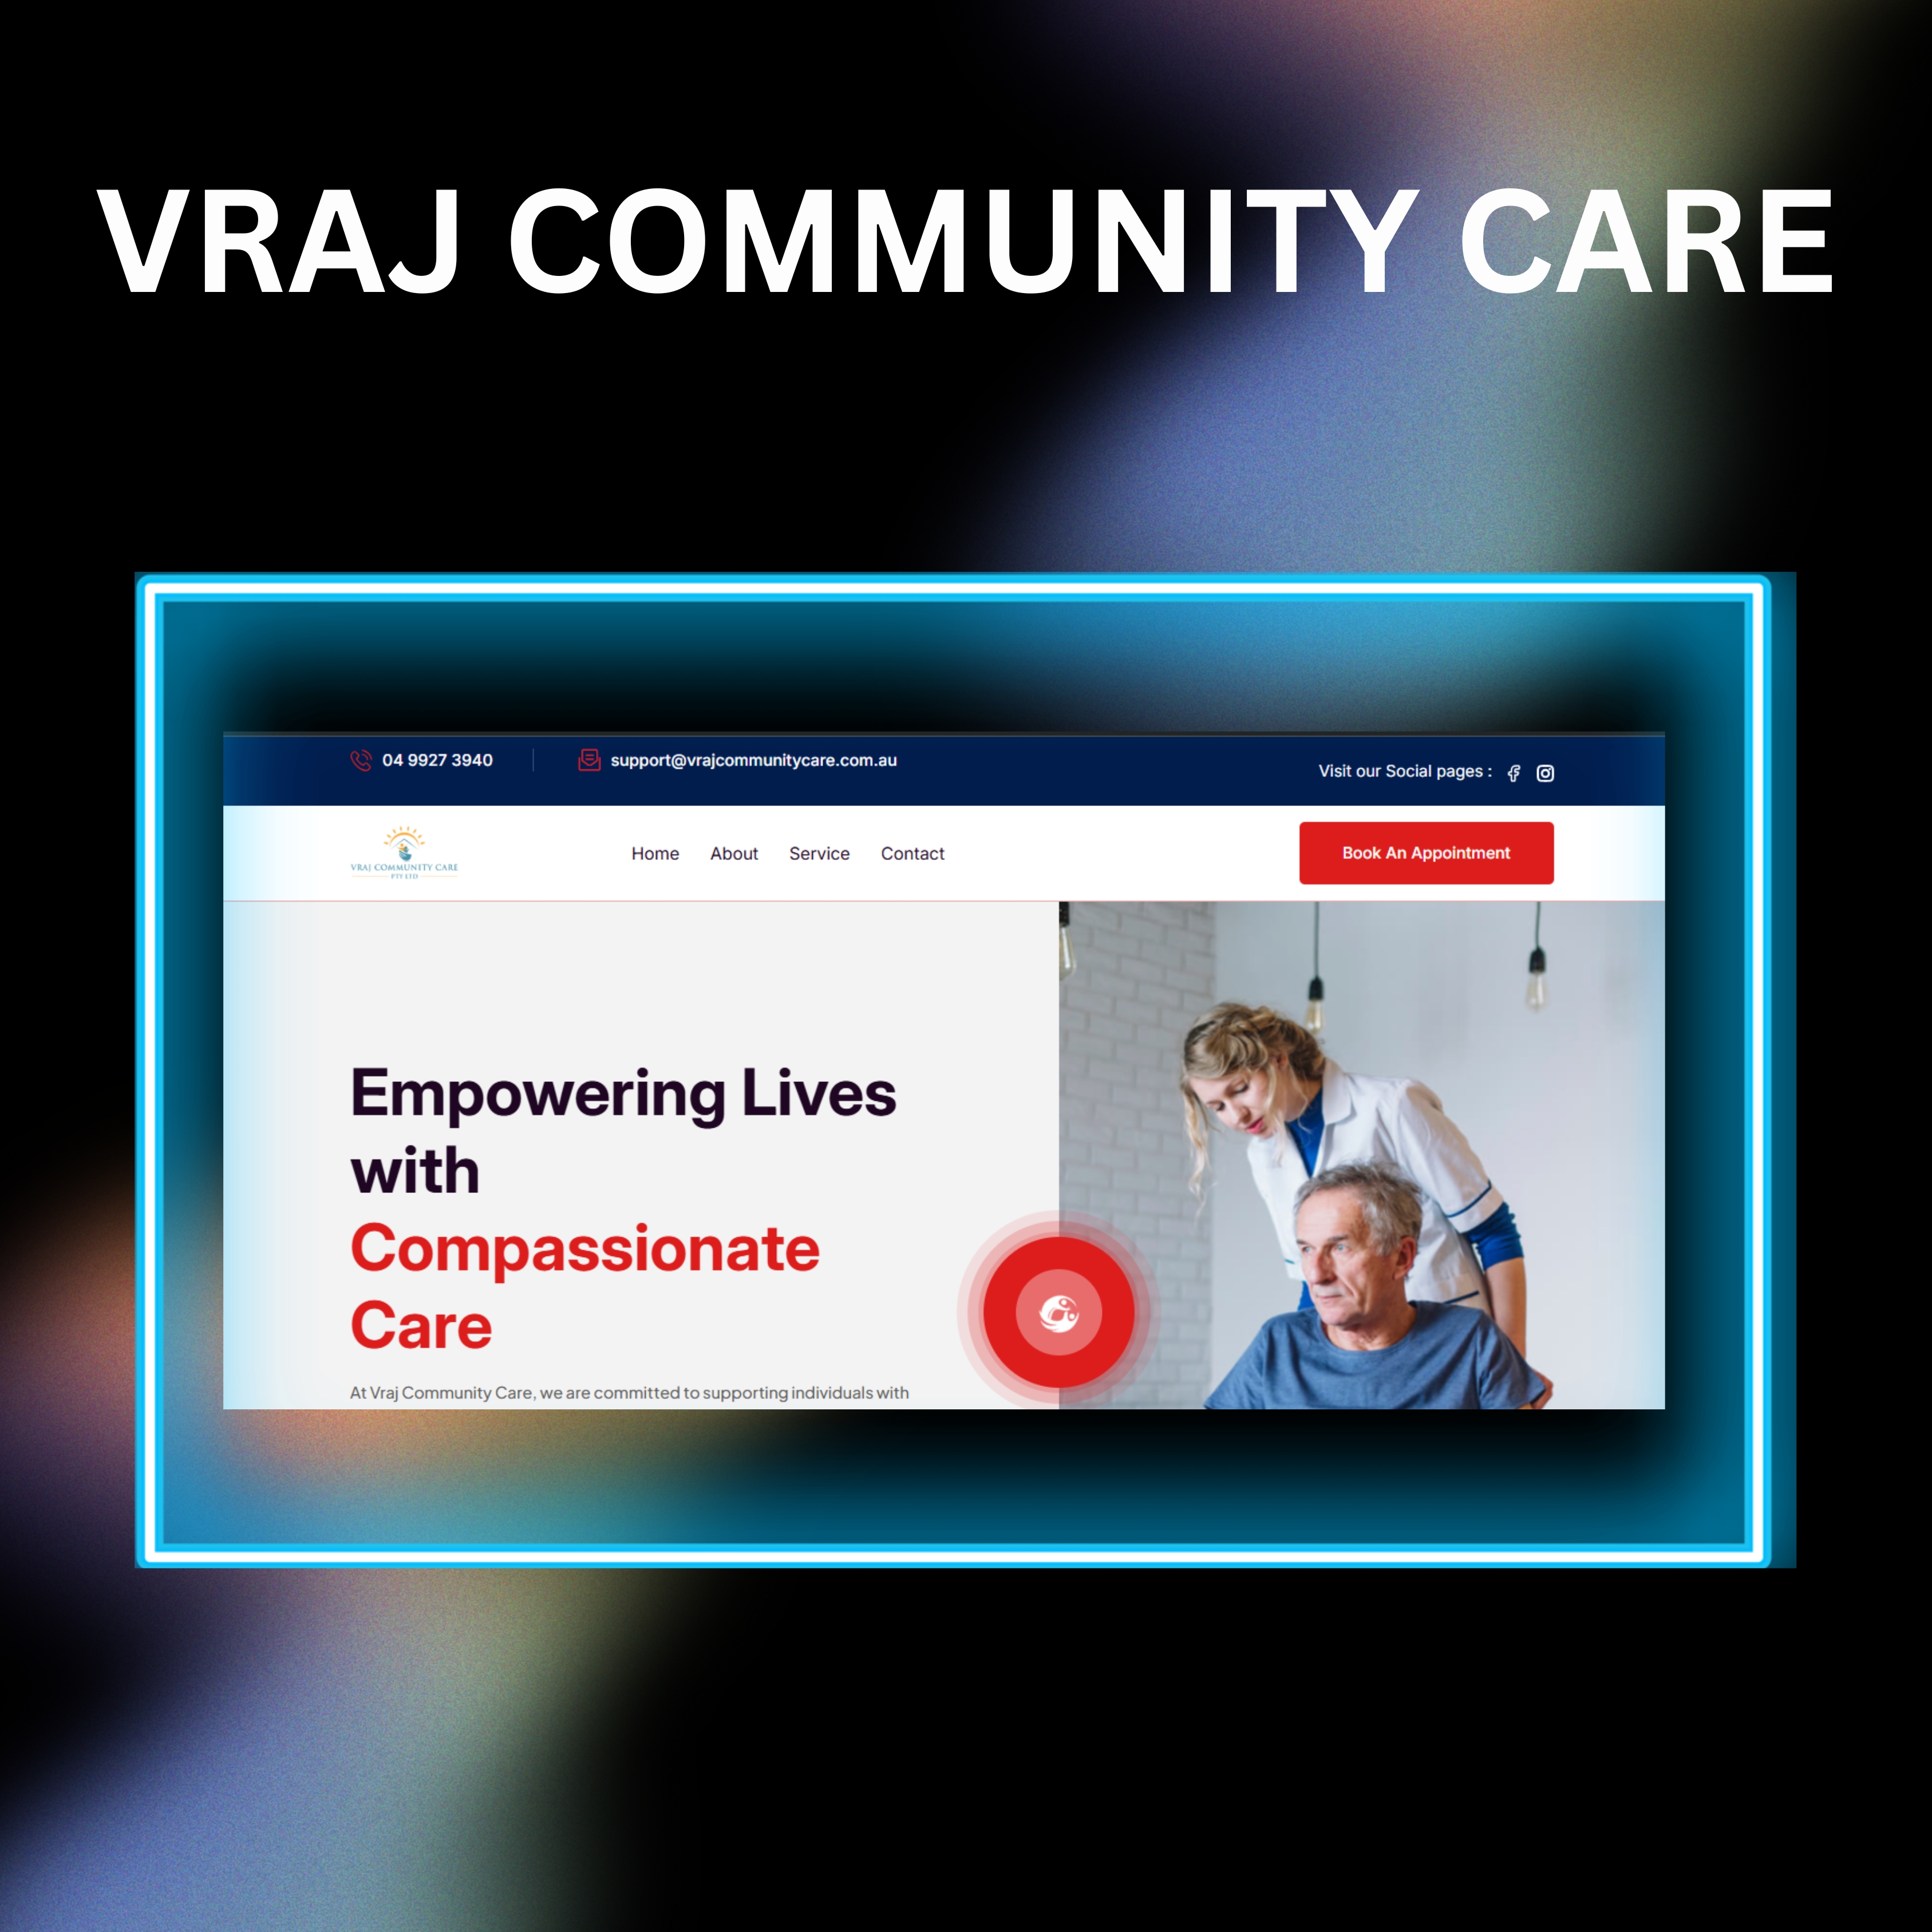 VRAJ COMMUNITY CARE
04 9927 3940
support@vrajcommunitycare.com.au
Visit our Social pages :
VRAJ COMMUNITY CARE
PTY LTD
Home About Service Contact
Book An Appointment
Empowering Lives
with
Compassionate
Care
At Vraj Community Care, we are committed to supporting individuals with